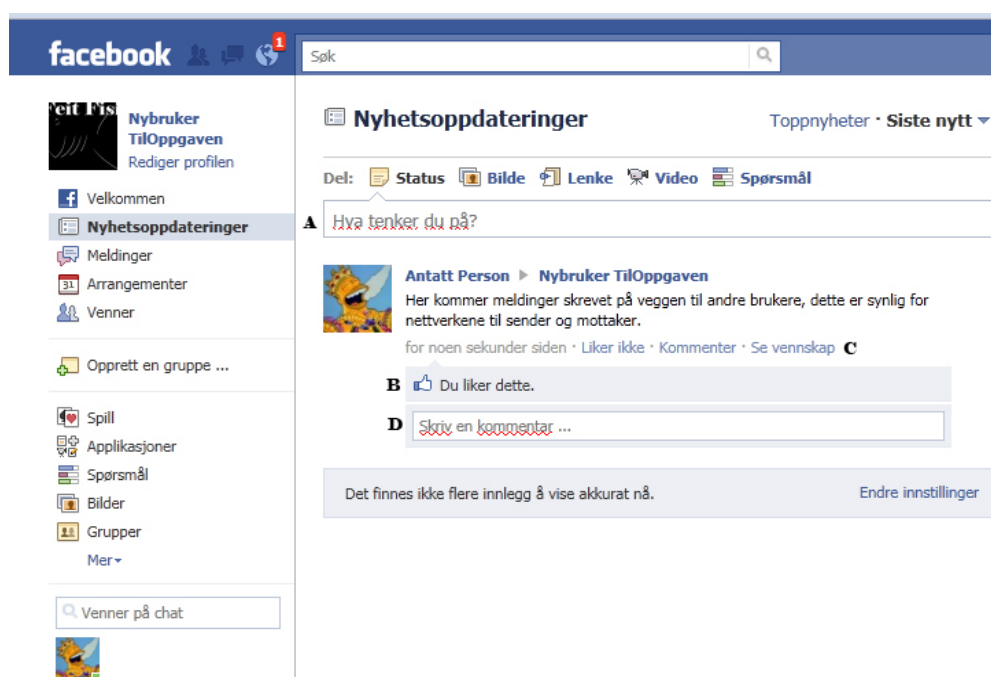 facebook
1
Søk
Nybruker
TilOppgaven
Rediger profilen
Velkommen
Nyhetsoppdateringer
Meldinger
31 Arrangementer
Venner
Opprett en gruppe ...
Spill
Applikasjoner
Spørsmål
Bilder
Grupper
Mer
Venner på chat
Nyhetsoppdateringer
Toppnyheter · Siste nytt
Del: Status Bilde Lenke Video Spørsmål
A Hva tenker du på?
Antatt Person Nybruker TilOppgaven
Her kommer meldinger skrevet på veggen til andre brukere, dette er synlig for
nettverkene til sender og mottaker.
for noen sekunder siden · Liker ikke · Kommenter · Se vennskap C
B Du liker dette.
D Skriv en kommentar ...
Det finnes ikke flere innlegg å vise akkurat nå. Endre innstillinger